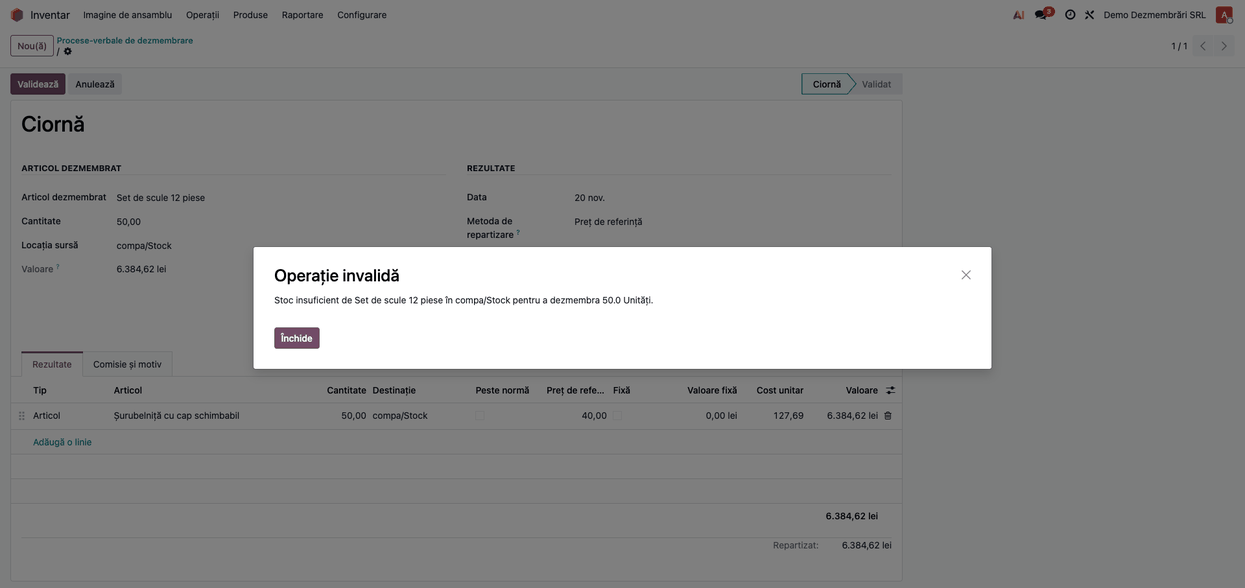 Inventar Imagine de ansamblu Operații Produse Raportare Configurare AI 3 Demo Dezmembrări SRL A
Nou(ă) Procese-verbale de dezmembrare
/
1 / 1
Validează Anulează Ciornă Validat
Ciornă
ARTICOL DEZMEMBRAT REZULTATE
Articol dezmembrat Set de scule 12 piese Data 20 nov.
Cantitate 50,00 Metoda de repartizare ? Preț de referință
Locația sursă compa/Stock
Valoare ? 6.384,62 lei
Operație invalidă
Stoc insuficient de Set de scule 12 piese în compa/Stock pentru a dezmembra 50.0 Unități.
Închide
Rezultate Comisie și motiv
Tip Articol Cantitate Destinație Peste normă Preț de refe... Fixă Valoare fixă Cost unitar Valoare
Articol Șurubelniță cu cap schimbabil 50,00 compa/Stock 40,00 0,00 lei 127,69 6.384,62 lei
Adăugă o linie
6.384,62 lei
Repartizat: 6.384,62 lei